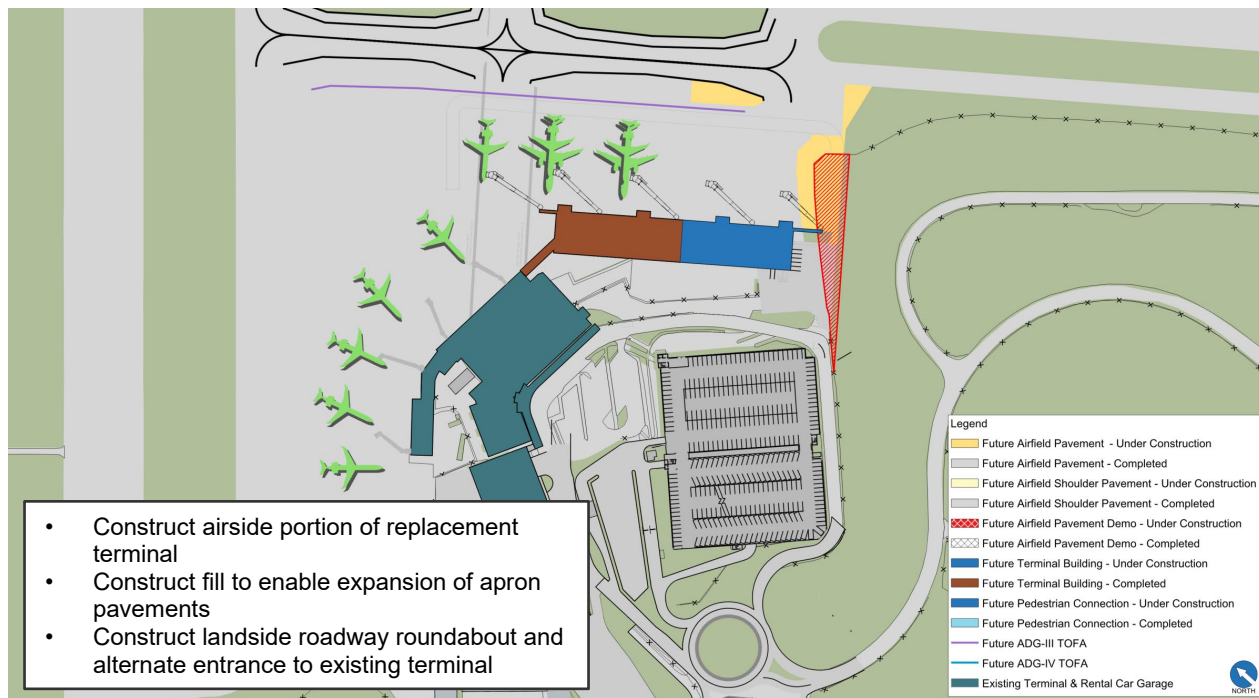 • Construct airside portion of replacement
terminal
• Construct fill to enable expansion of apron
pavements
• Construct landside roadway roundabout and
alternate entrance to existing terminal
Legend
Future Airfield Pavement - Under Construction
Future Airfield Pavement - Completed
Future Airfield Shoulder Pavement - Under Construction
Future Airfield Shoulder Pavement - Completed
Future Airfield Pavement Demo - Under Construction
Future Airfield Pavement Demo - Completed
Future Terminal Building - Under Construction
Future Terminal Building - Completed
Future Pedestrian Connection - Under Construction
Future Pedestrian Connection - Completed
Future ADG-III TOFA
Future ADG-IV TOFA
Existing Terminal & Rental Car Garage
NORTH